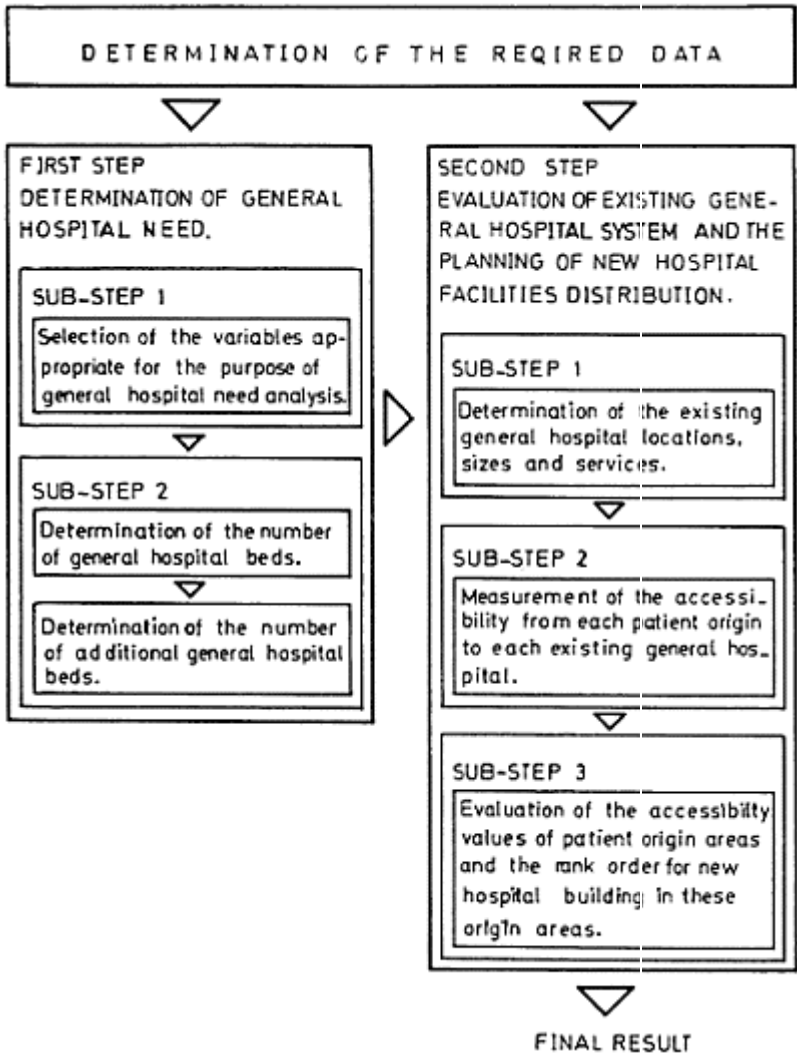 DETERMINATION OF THE REQIRED DATA
FIRST STEP
DETERMINATION OF GENERAL
HOSPITAL NEED.
SUB-STEP 1
Selection of the variables ap-
propriate for the purpose of
general hospital need analysis.
SUB-STEP 2
Determination of the number
of general hospital beds.
Determination of the number
of additional general hospital
beds.
SECOND STEP
EVALUATION OF EXISTING GENE-
RAL HOSPITAL SYSTEM AND THE
PLANNING OF NEW HOSPITAL
FACILITIES DISTRIBUTION.
SUB-STEP 1
Determination of the existing
general hospital locations,
sizes and services.
SUB-STEP 2
Measurement of the accessi-
bility from each patient origin
to each existing general hos-
pital.
SUB-STEP 3
Evaluation of the accessibilty
values of patient origin areas
and the rank order for new
hospital building in these
origin areas.
FINAL RESULT